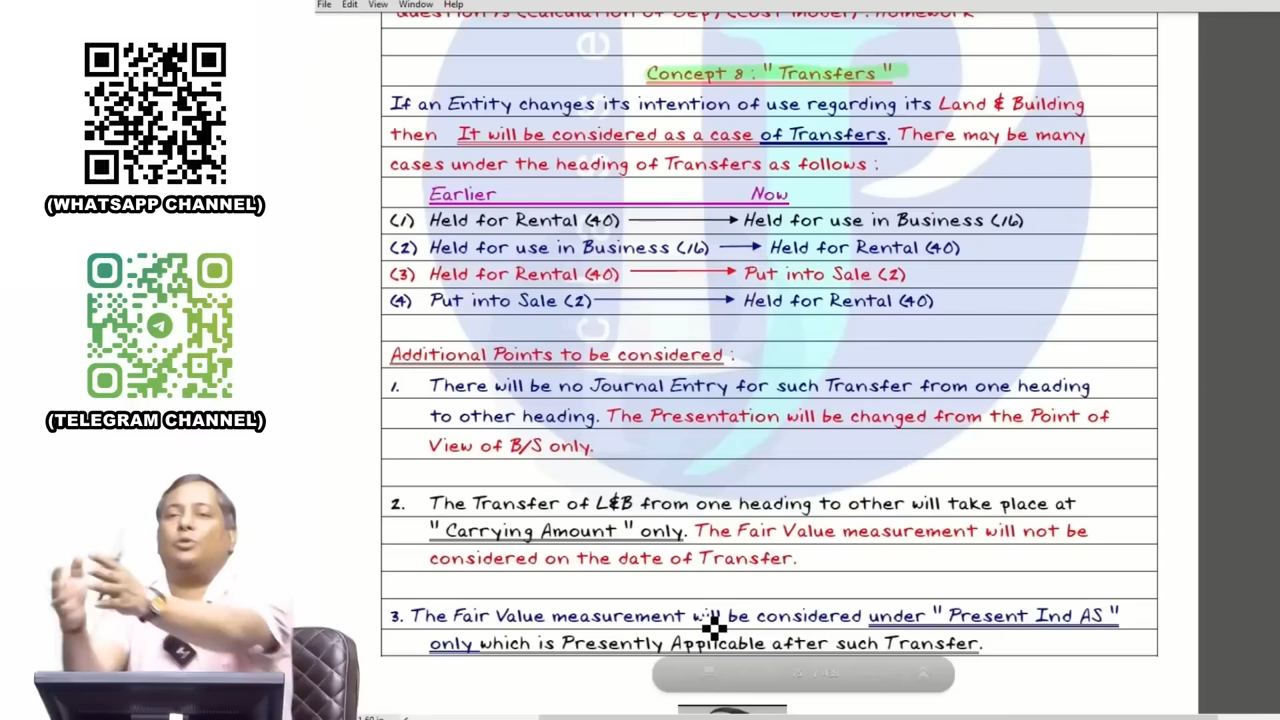 File Edit View Window Help
Concept 8 : " Transfers "
If an Entity changes its intention of use regarding its Land & Building
then It will be considered as a case of Transfers. There may be many
cases under the heading of Transfers as follows :
Earlier Now
(1) Held for Rental (40) → Held for use in Business (16)
(2) Held for use in Business (16) → Held for Rental (40)
(3) Held for Rental (40) → Put into Sale (2)
(4) Put into Sale (2) → Held for Rental (40)
Additional Points to be considered :
1. There will be no Journal Entry for such Transfer from one heading
to other heading. The Presentation will be changed from the Point of
View of B/S only.
2. The Transfer of L&B from one heading to other will take place at
" Carrying Amount " only. The Fair Value measurement will not be
considered on the date of Transfer.
3. The Fair Value measurement will be considered under " Present Ind AS "
only which is Presently Applicable after such Transfer.
(WHATSAPP CHANNEL)
(TELEGRAM CHANNEL)